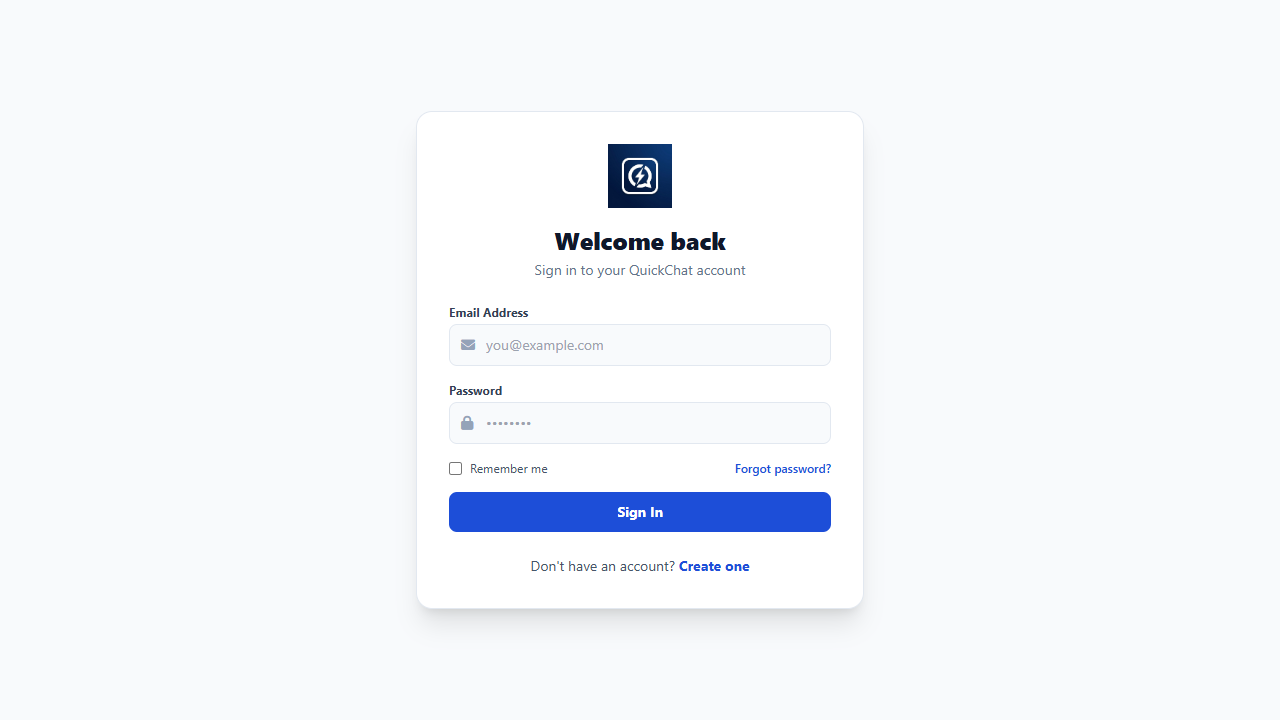 Welcome back
Sign in to your QuickChat account
Email Address
you@example.com
Password
••••••••
Remember me
Forgot password?
Sign In
Don't have an account? Create one